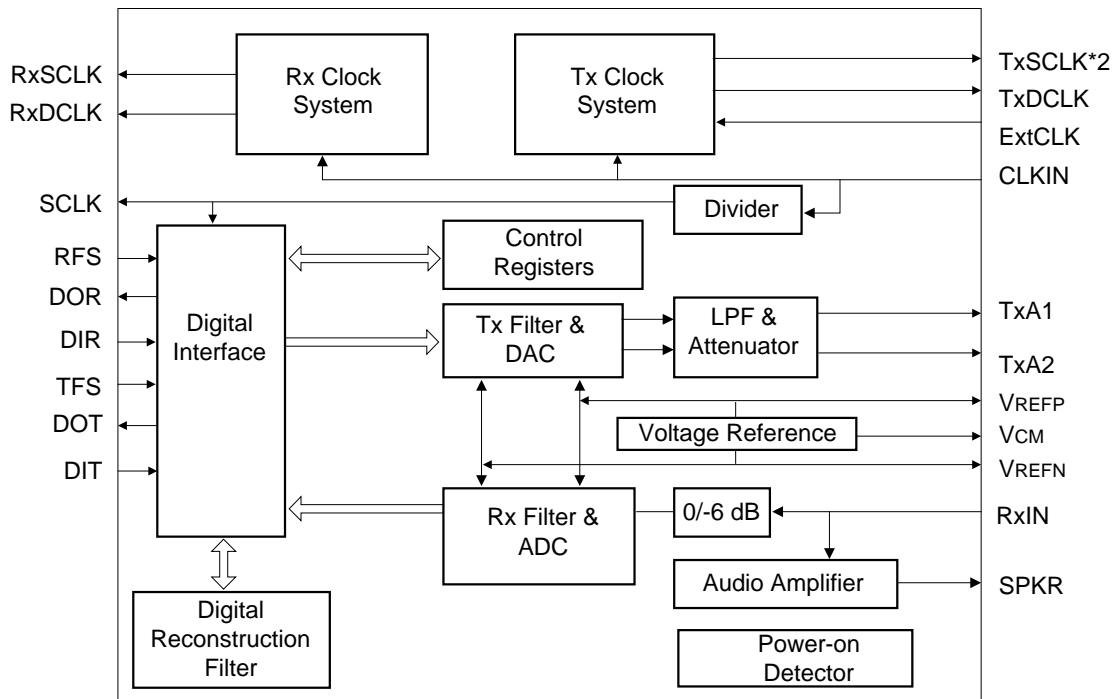 RxSCLK
RxDCLK
SCLK
RFS
DOR
DIR
TFS
DOT
DIT
Rx Clock
System
Tx Clock
System
Divider
Control
Registers
Digital
Interface
Tx Filter &
DAC
LPF &
Attenuator
Voltage Reference
Rx Filter &
ADC
0/-6 dB
Audio Amplifier
Digital
Reconstruction
Filter
Power-on
Detector
TxSCLK*2
TxDCLK
ExtCLK
CLKIN
TxA1
TxA2
VREFP
VCM
VREFN
RxIN
SPKR